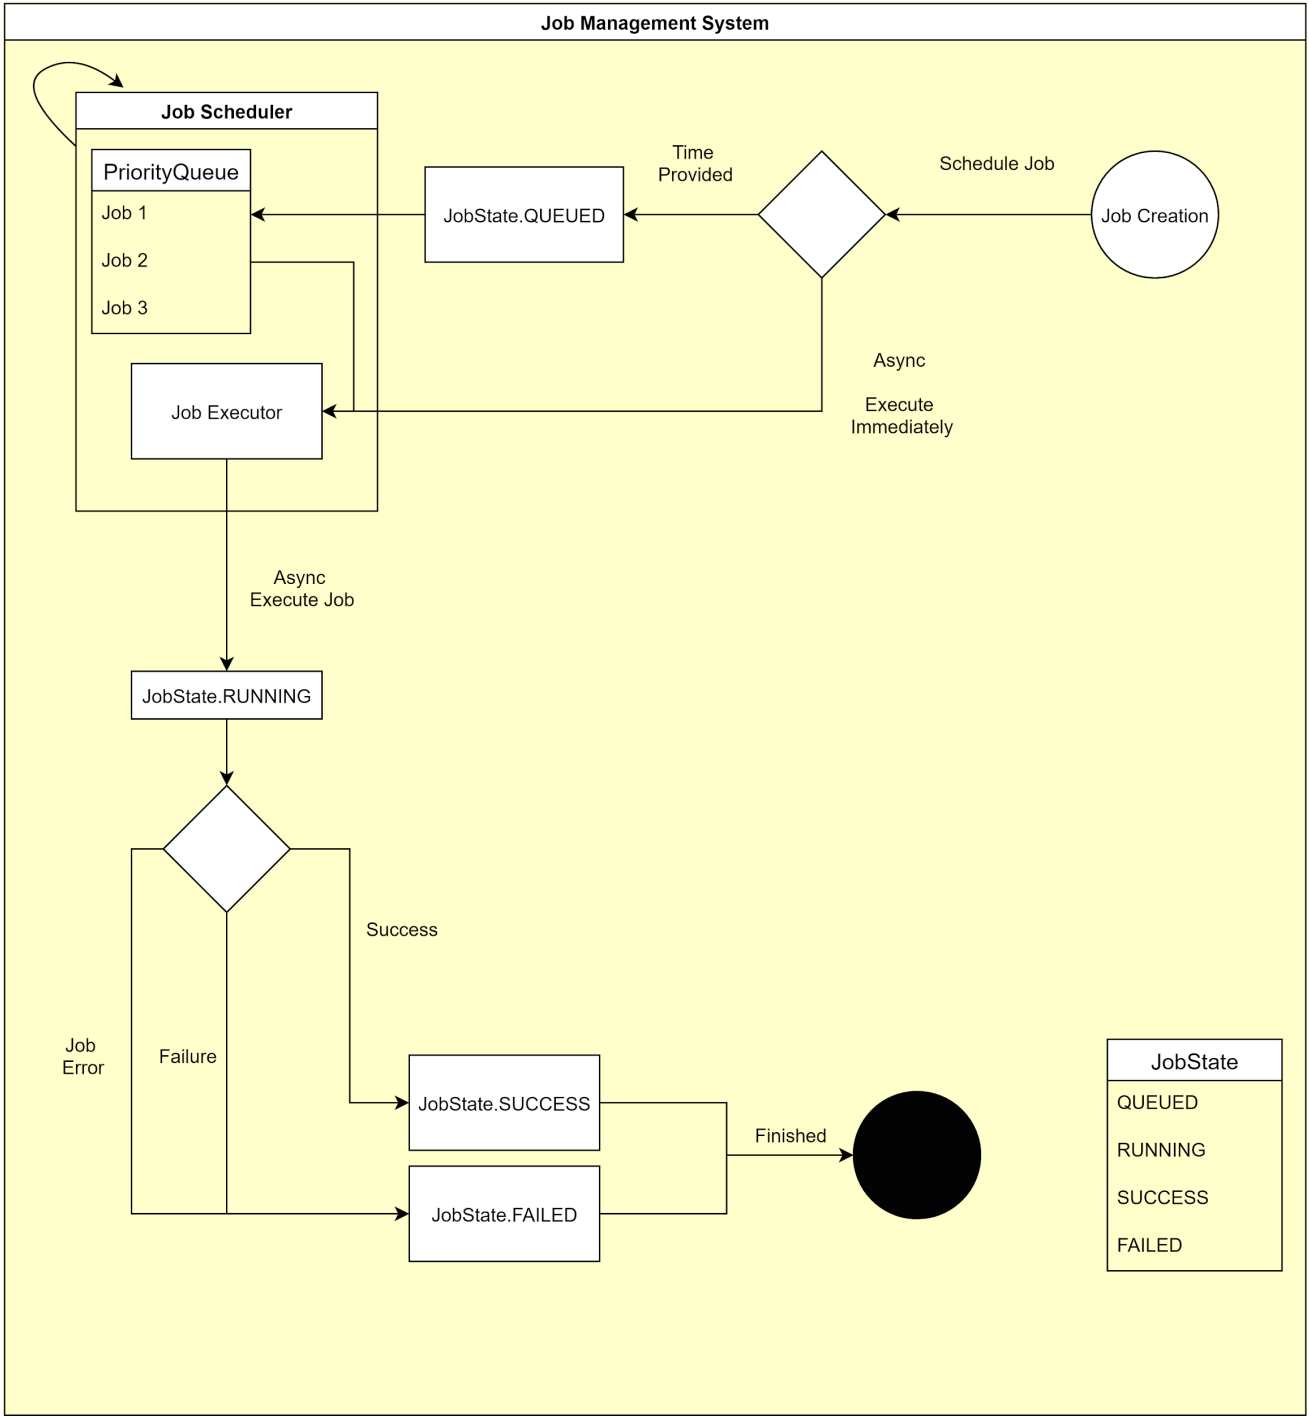 Job Management System
Job Scheduler
PriorityQueue
Job 1
Job 2
Job 3
Job Executor
JobState.QUEUED
Time
Provided
Schedule Job
Job Creation
Async
Execute
Immediately
Async
Execute Job
JobState.RUNNING
Success
Job
Error
Failure
JobState.SUCCESS
JobState.FAILED
Finished
JobState
QUEUED
RUNNING
SUCCESS
FAILED